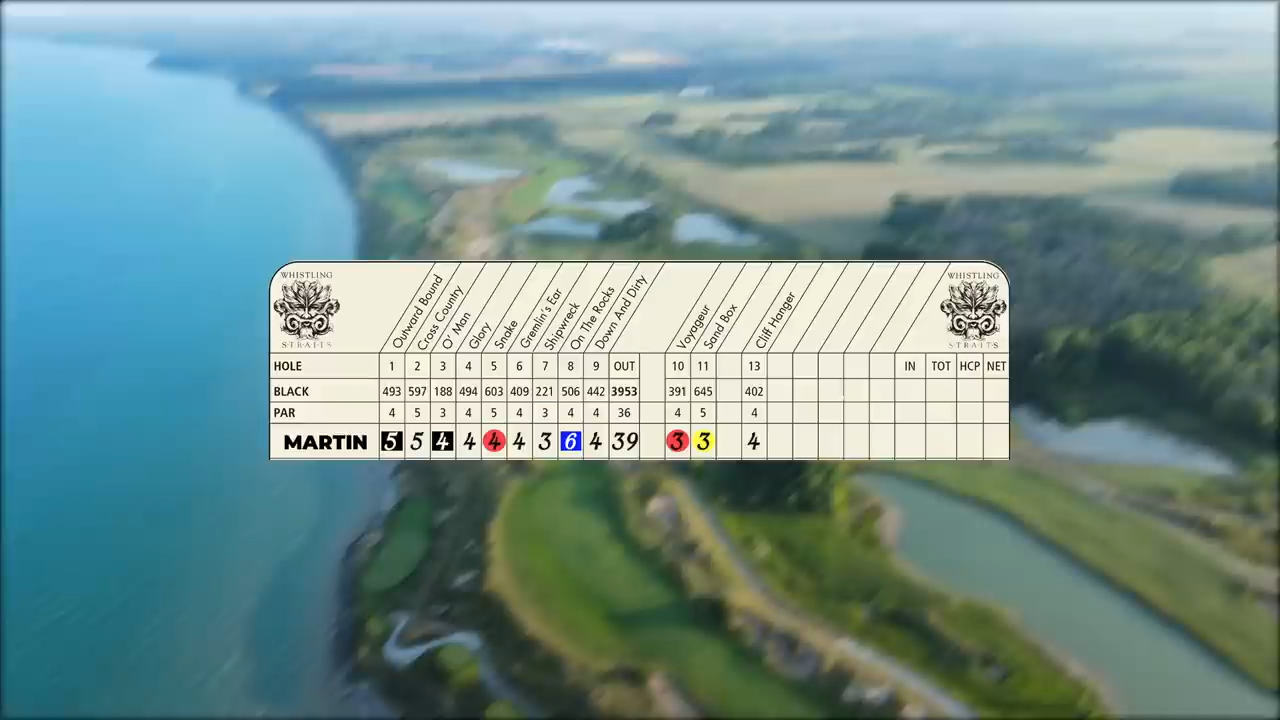 WHISTLING
STRAITS
Outward Bound
Cross Country
O' Man
Glory
Snake
Gremlin's Ear
Shipwreck
On The Rocks
Down And Dirty
Voyageur
Sand Box
Cliff Hanger
WHISTLING
STRAITS
HOLE 1 2 3 4 5 6 7 8 9 OUT 10 11 13 IN TOT HCP NET
BLACK 493 597 188 494 603 409 221 506 442 3953 391 645 402
PAR 4 5 3 4 5 4 3 4 4 36 4 5 4
MARTIN 5 5 4 4 4 4 3 6 4 39 3 3 4